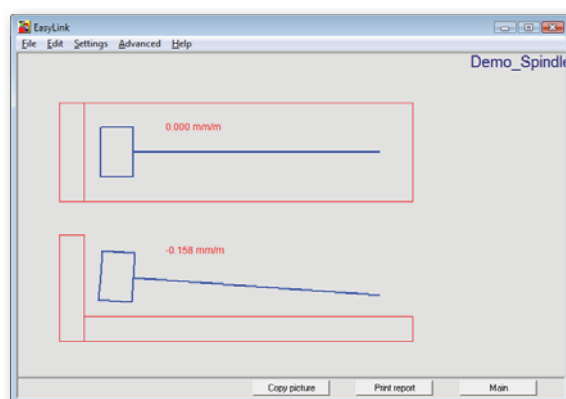 EasyLink
File Edit Settings Advanced Help
Demo_Spindle
0.000 mm/m
-0.158 mm/m
Copy picture Print report Main